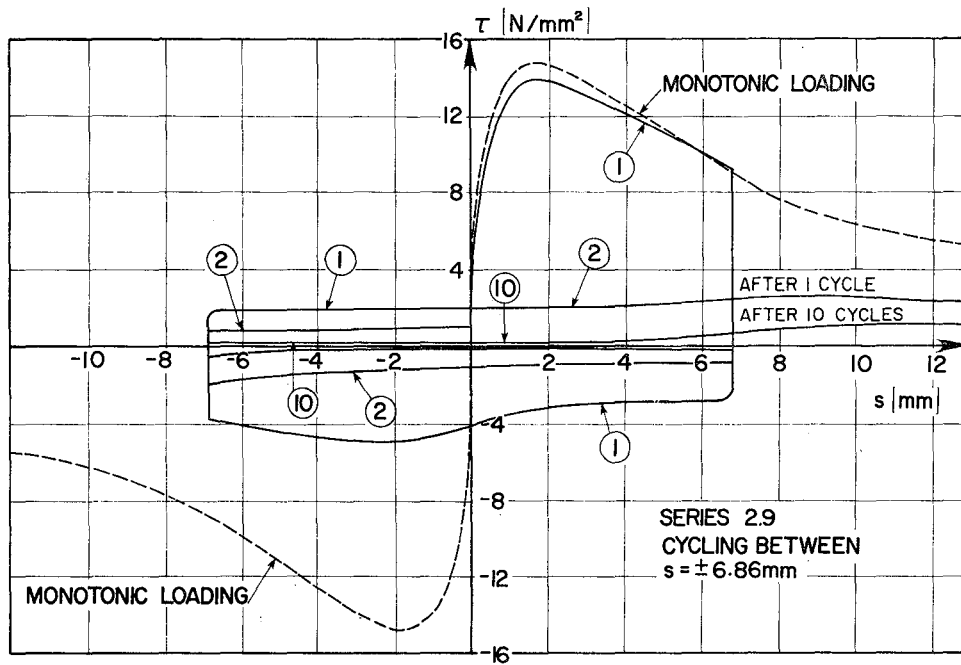 τ [N/mm²]
16
MONOTONIC LOADING
12
1
8
2 1 10 2
4
AFTER 1 CYCLE
AFTER 10 CYCLES
-10 -8 -6 -4 -2 0 2 4 6 8 10 12
s [mm]
10 2 1
-4
-8
SERIES 2.9
CYCLING BETWEEN
s = ± 6.86mm
-12
MONOTONIC LOADING
-16